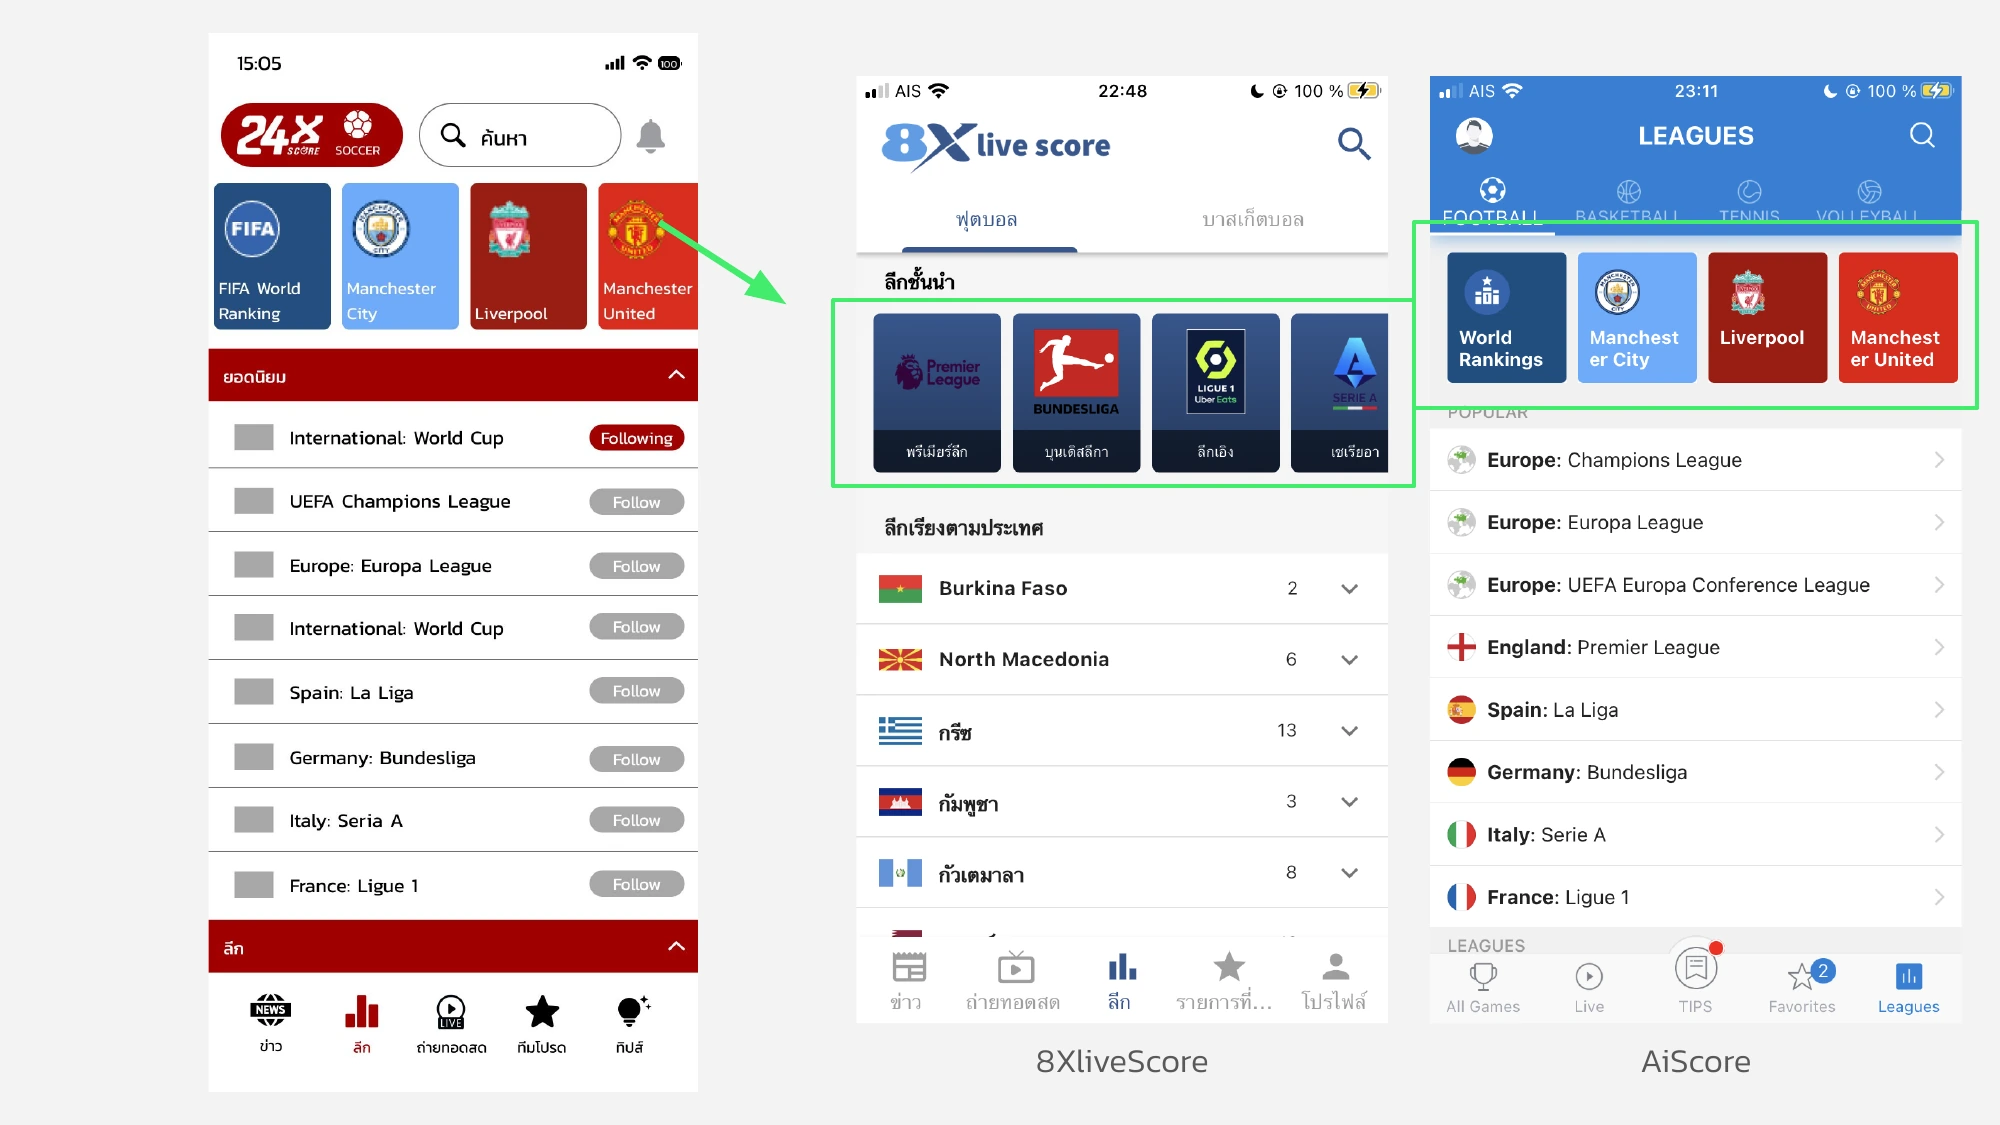 15:05
100
24X
SCORE
SOCCER
ค้นหา
FIFA
FIFA World
Ranking
MANCHESTER
CITY
Manchester
City
Liverpool
MANCHESTER
UNITED
Manchester
United
ยอดนิยม
International: World Cup
Following
UEFA Champions League
Follow
Europe: Europa League
Follow
International: World Cup
Follow
Spain: La Liga
Follow
Germany: Bundesliga
Follow
Italy: Seria A
Follow
France: Ligue 1
Follow
ลีก
NEWS
ข่าว
ลีก
LIVE
ถ่ายทอดสด
ทีมโปรด
ทิปส์
AIS
22:48
100 %
8X live score
ฟุตบอล
บาสเก็ตบอล
ลีกชั้นนำ
Premier
League
พรีเมียร์ลีก
BUNDESLIGA
บุนเดิสลีกา
LIGUE 1
Uber Eats
ลีกเอิง
SERIE A
เซเรียอา
ลีกเรียงตามประเทศ
Burkina Faso
2
North Macedonia
6
กรีซ
13
กัมพูชา
3
กัวเตมาลา
8
ข่าว
ถ่ายทอดสด
ลีก
รายการที่...
โปรไฟล์
8XliveScore
AIS
23:11
100 %
LEAGUES
FOOTBALL
BASKETBALL
TENNIS
VOLLEYBALL
World
Rankings
Manchest
er City
Liverpool
Manchest
er United
POPULAR
Europe: Champions League
Europe: Europa League
Europe: UEFA Europa Conference League
England: Premier League
Spain: La Liga
Germany: Bundesliga
Italy: Serie A
France: Ligue 1
LEAGUES
All Games
Live
TIPS
2
Favorites
Leagues
AiScore